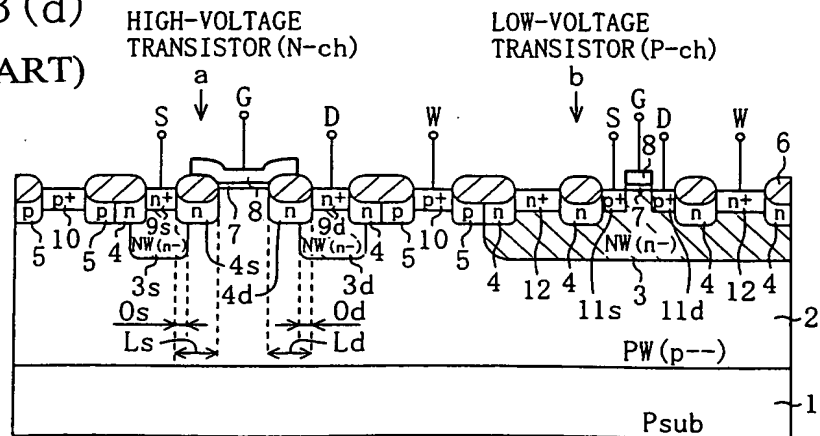 (d)
ART)
HIGH-VOLTAGE
TRANSISTOR(N-ch)
a
LOW-VOLTAGE
TRANSISTOR(P-ch)
b
S G D W S G D W
8 6
p p+ p n n+ n n n+ n p p+ p n n+ n p+ p+ n n+ n
5 10 5 4 9s 7 8 9d 4 5 10 5 7
NW(n-) NW(n-) NW(n-)
3s 4s 4d 3d 4 12 4 11s 3 11d 4 12 4
Os Od
Ls Ld
2
PW(p--)
1
Psub